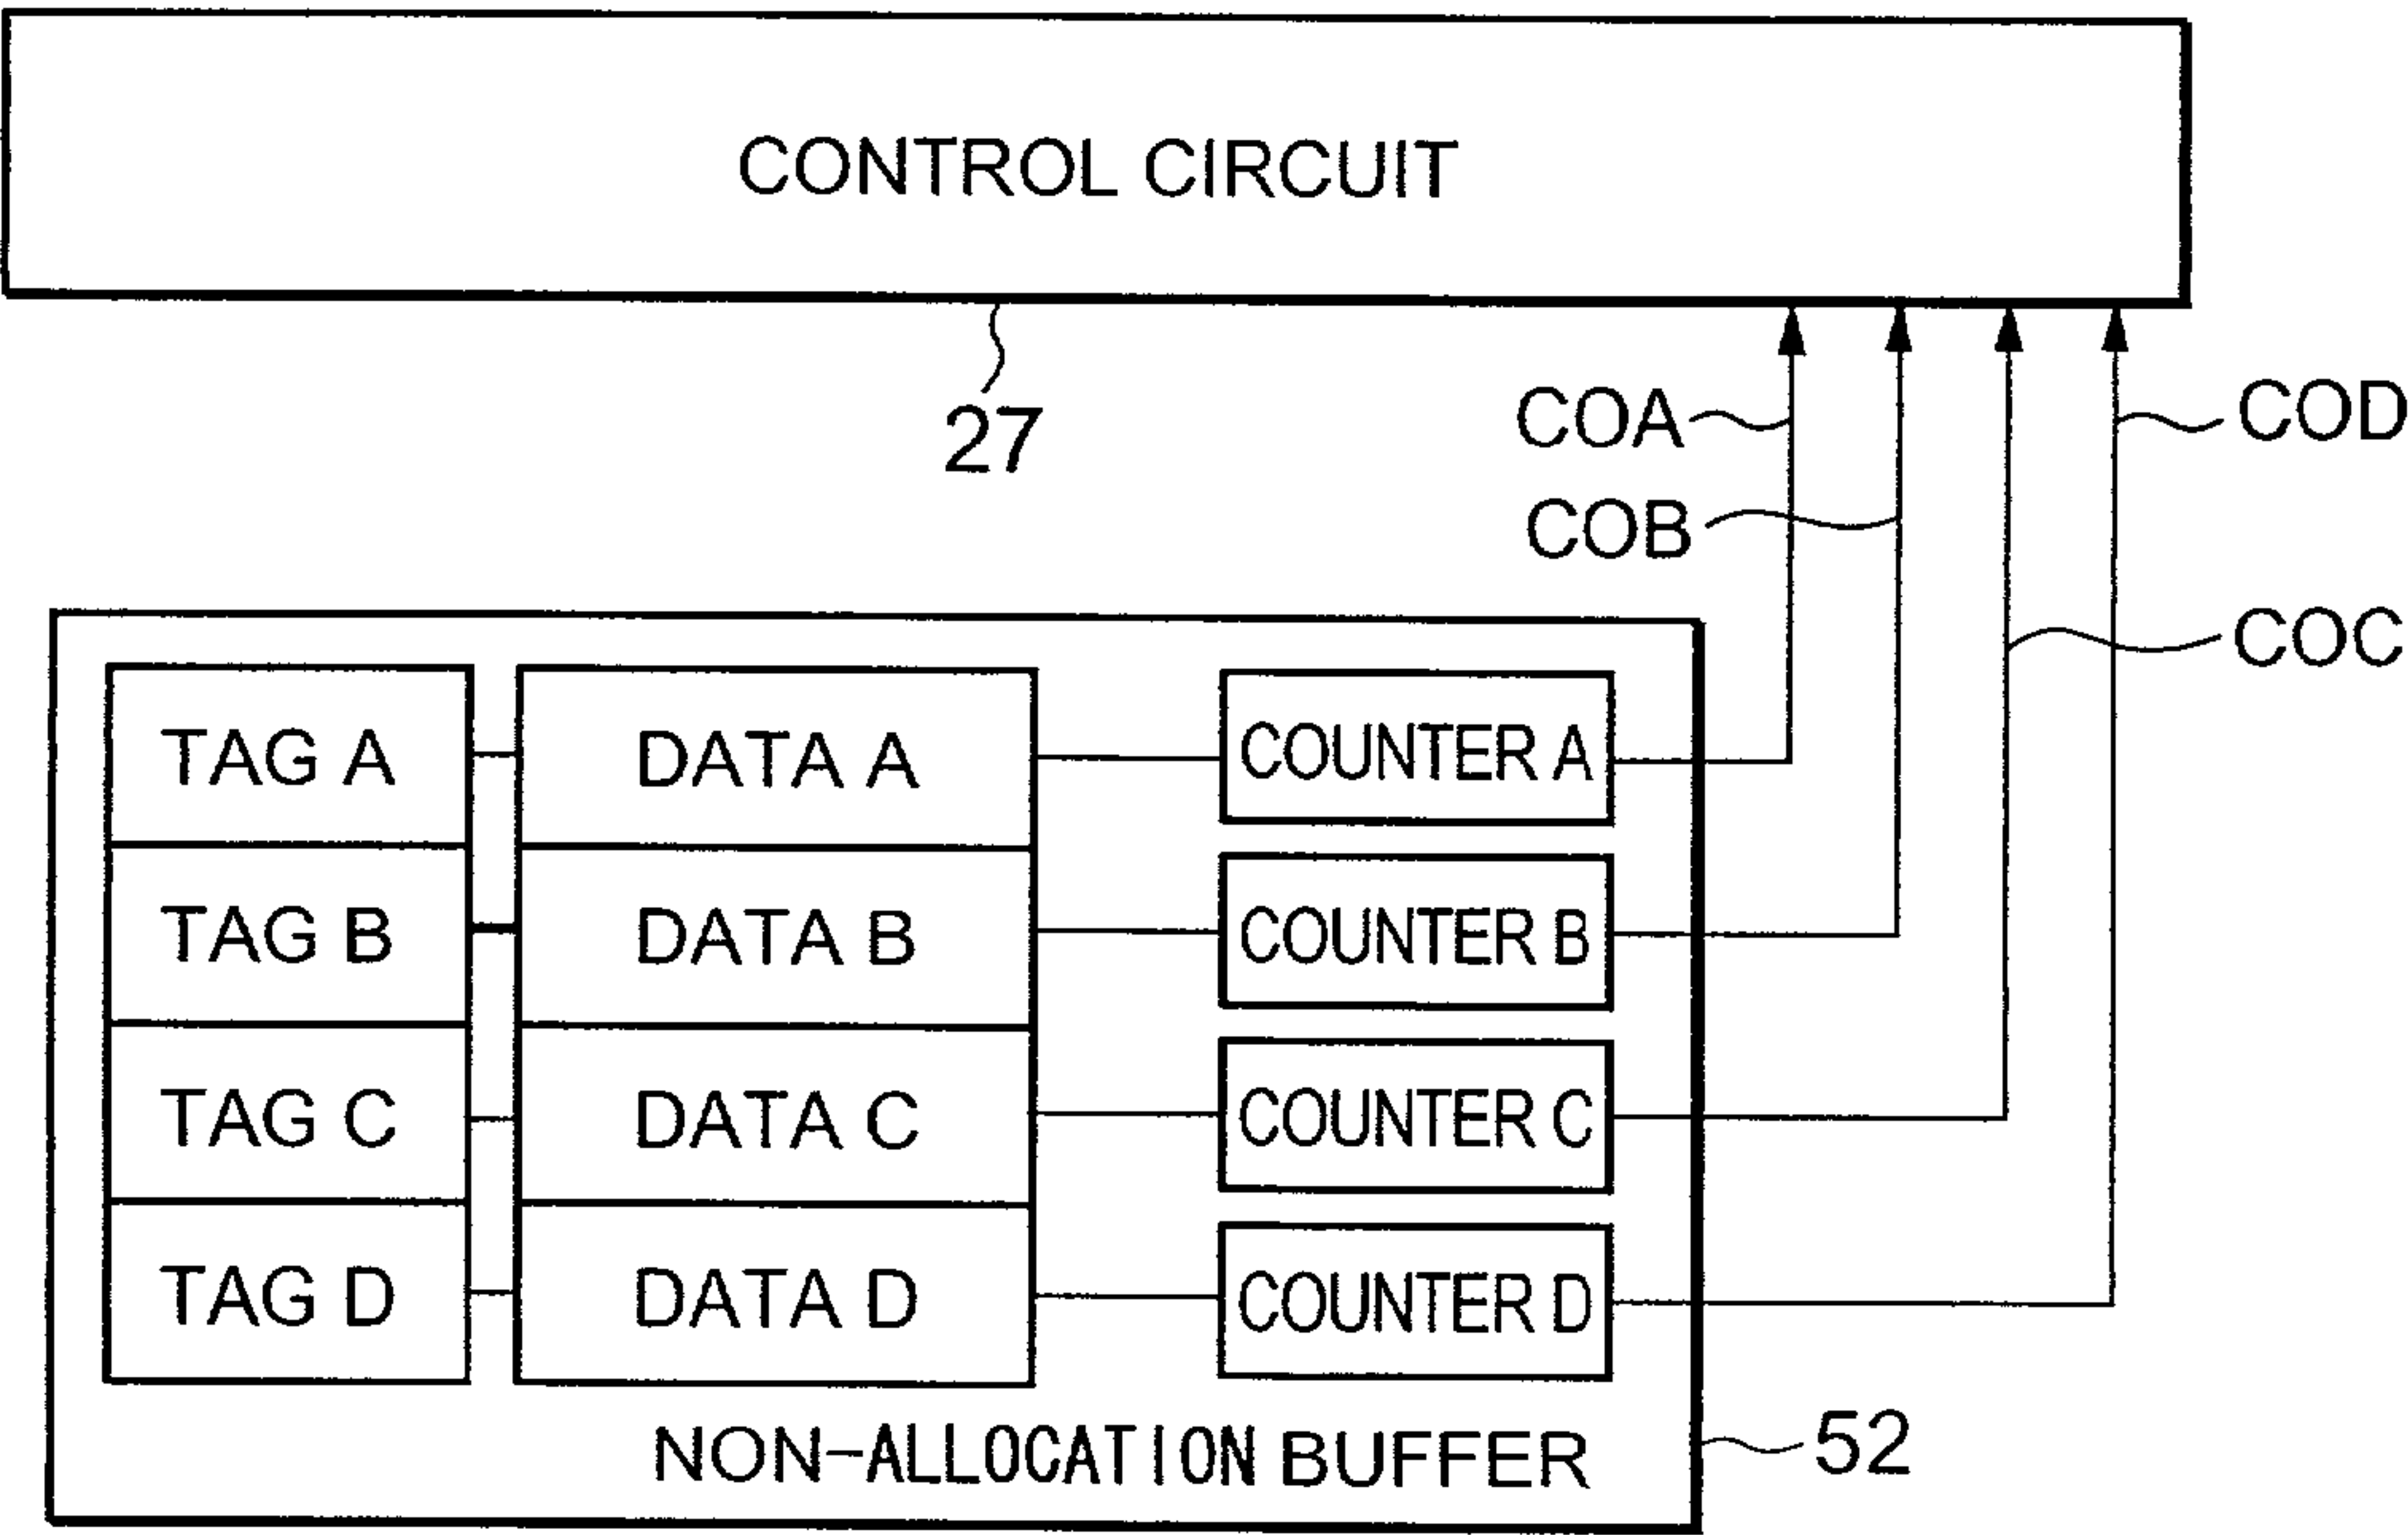 CONTROL CIRCUIT
27
COA
COD
COB
COC
TAG A
DATA A
COUNTER A
TAG B
DATA B
COUNTER B
TAG C
DATA C
COUNTER C
TAG D
DATA D
COUNTER D
NON-ALLOCATION BUFFER
52